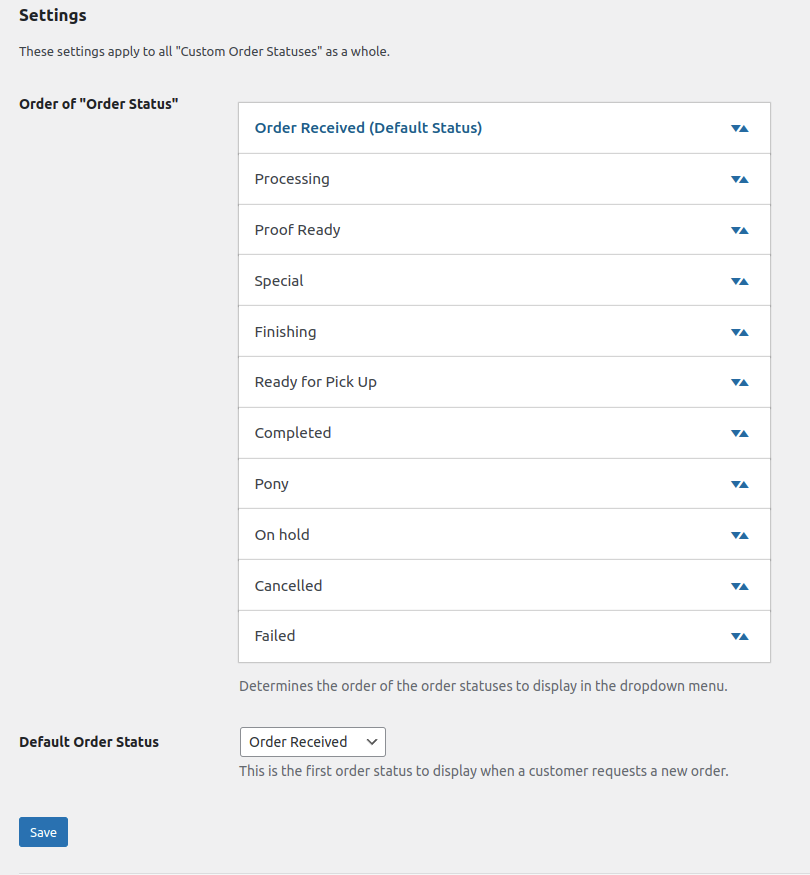 Settings
These settings apply to all "Custom Order Statuses" as a whole.
Order of "Order Status"
Order Received (Default Status)
Processing
Proof Ready
Special
Finishing
Ready for Pick Up
Completed
Pony
On hold
Cancelled
Failed
Determines the order of the order statuses to display in the dropdown menu.
Default Order Status
Order Received
This is the first order status to display when a customer requests a new order.
Save